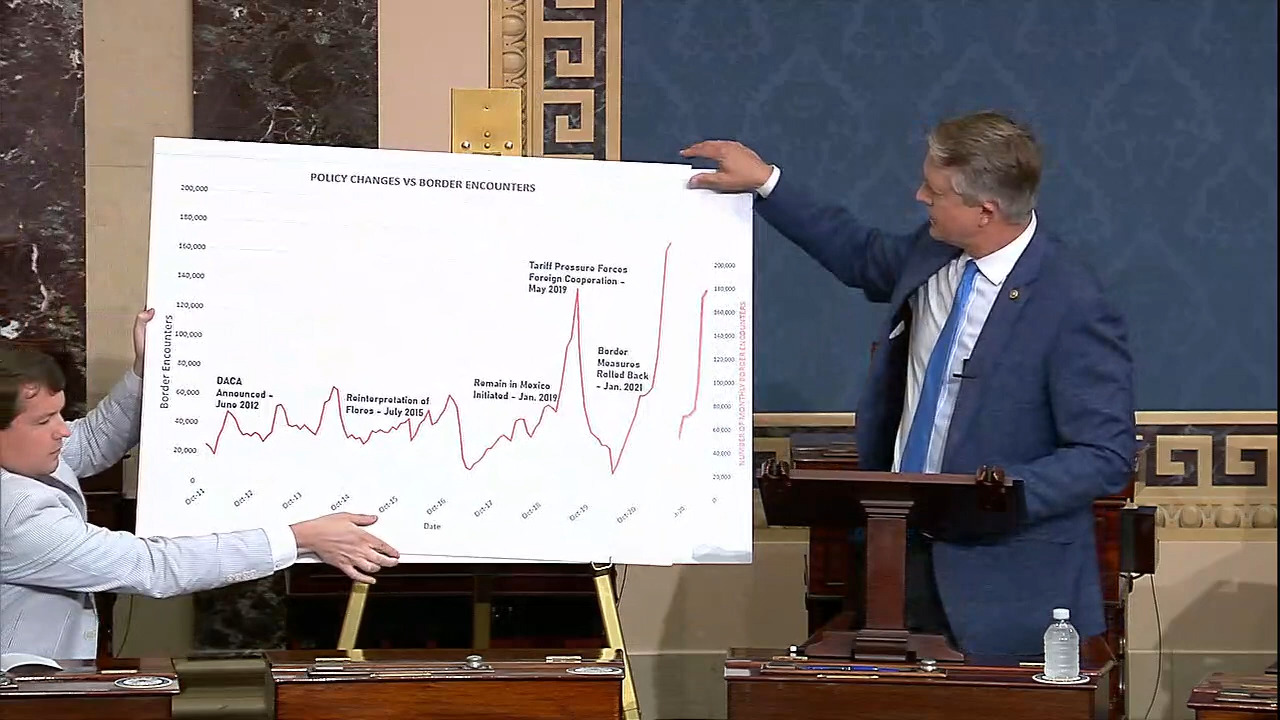 POLICY CHANGES VS BORDER ENCOUNTERS
200,000
180,000
160,000
140,000
120,000
100,000
80,000
60,000
40,000
20,000
0
Border Encounters
DACA
Announced –
June 2012
Reinterpretation of
Flores – July 2015
Remain in Mexico
Initiated – Jan. 2019
Tariff Pressure Forces
Foreign Cooperation –
May 2019
Border
Measures
Rolled Back
– Jan. 2021
Oct-11
Oct-12
Oct-13
Oct-14
Oct-15
Oct-16
Oct-17
Oct-18
Oct-19
Oct-20
Date
200,000
180,000
160,000
140,000
120,000
100,000
80,000
60,000
40,000
20,000
0
NUMBER OF MONTHLY BORDER ENCOUNTERS